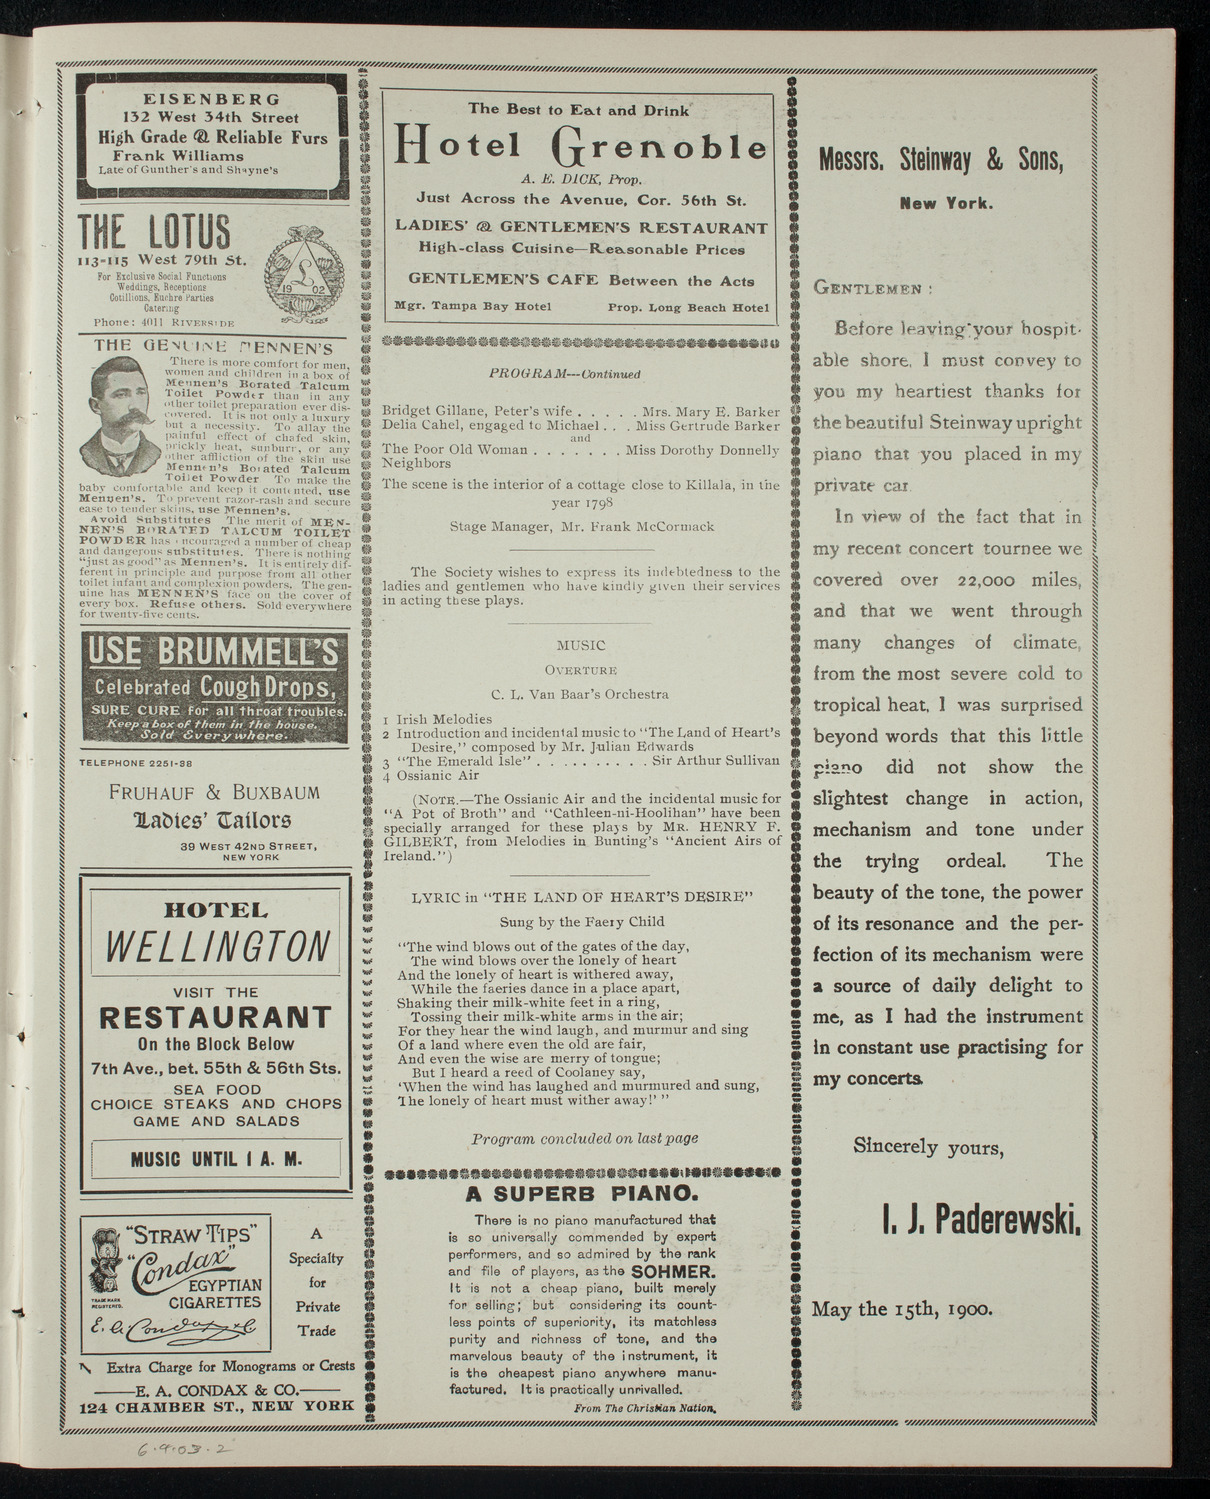 EISENBERG
132 West 34th Street
High Grade & Reliable Furs
Frank Williams
Late of Gunther's and Shayne's
THE LOTUS
113-115 West 79th St.
For Exclusive Social Functions
Weddings, Receptions
Cotillions, Euchre Parties
Catering
Phone: 4011 RIVERSIDE
L
19 02
THE GENUINE MENNEN'S
There is more comfort for men,
women and children in a box of
Mennen's Borated Talcum
Toilet Powder than in any
other toilet preparation ever dis-
covered. It is not only a luxury
but a necessity. To allay the
painful effect of chafed skin,
prickly heat, sunburn, or any
other affliction of the skin use
Mennen's Borated Talcum
Toilet Powder To make the
baby comfortable and keep it contented, use
Mennen's. To prevent razor-rash and secure
ease to tender skins, use Mennen's.
Avoid Substitutes The merit of MEN-
NEN'S BORATED TALCUM TOILET
POWDER has encouraged a number of cheap
and dangerous substitutes. There is nothing
"just as good" as Mennen's. It is entirely dif-
ferent in principle and purpose from all other
toilet infant and complexion powders. The gen-
uine has MENNEN'S face on the cover of
every box. Refuse others. Sold everywhere
for twenty-five cents.
USE BRUMMELL'S
Celebrated Cough Drops,
SURE CURE for all throat troubles.
Keep a box of them in the house.
Sold Everywhere.
TELEPHONE 2251-38
FRUHAUF & BUXBAUM
Ladies' Tailors
39 WEST 42ND STREET,
NEW YORK
HOTEL
WELLINGTON
VISIT THE
RESTAURANT
On the Block Below
7th Ave., bet. 55th & 56th Sts.
SEA FOOD
CHOICE STEAKS AND CHOPS
GAME AND SALADS
MUSIC UNTIL 1 A. M.
"STRAW TIPS"
"Condax"
EGYPTIAN
CIGARETTES
TRADE MARK
REGISTERED.
E. A. Condax & Co.
A
Specialty
for
Private
Trade
Extra Charge for Monograms or Crests
E. A. CONDAX & CO.
124 CHAMBER ST., NEW YORK
The Best to Eat and Drink
Hotel Grenoble
A. E. DICK, Prop.
Just Across the Avenue, Cor. 56th St.
LADIES' & GENTLEMEN'S RESTAURANT
High-class Cuisine—Reasonable Prices
GENTLEMEN'S CAFE Between the Acts
Mgr. Tampa Bay Hotel Prop. Long Beach Hotel
PROGRAM---Continued
Bridget Gillane, Peter's wife . . . . . Mrs. Mary E. Barker
Delia Cahel, engaged to Michael . . . Miss Gertrude Barker
and
The Poor Old Woman . . . . . . . Miss Dorothy Donnelly
Neighbors
The scene is the interior of a cottage close to Killala, in the
year 1798
Stage Manager, Mr. Frank McCormack
The Society wishes to express its indebtedness to the
ladies and gentlemen who have kindly given their services
in acting these plays.
MUSIC
OVERTURE
C. L. Van Baar's Orchestra
1 Irish Melodies
2 Introduction and incidental music to "The Land of Heart's
Desire," composed by Mr. Julian Edwards
3 "The Emerald Isle" . . . . . . . . . . Sir Arthur Sullivan
4 Ossianic Air
(NOTE.—The Ossianic Air and the incidental music for
"A Pot of Broth" and "Cathleen-ni-Hoolihan" have been
specially arranged for these plays by MR. HENRY F.
GILBERT, from Melodies in Bunting's "Ancient Airs of
Ireland.")
LYRIC in "THE LAND OF HEART'S DESIRE"
Sung by the Faery Child
"The wind blows out of the gates of the day,
The wind blows over the lonely of heart
And the lonely of heart is withered away,
While the faeries dance in a place apart,
Shaking their milk-white feet in a ring,
Tossing their milk-white arms in the air;
For they hear the wind laugh, and murmur and sing
Of a land where even the old are fair,
And even the wise are merry of tongue;
But I heard a reed of Coolaney say,
'When the wind has laughed and murmured and sung,
The lonely of heart must wither away!' "
Program concluded on last page
A SUPERB PIANO.
There is no piano manufactured that
is so universally commended by expert
performers, and so admired by the rank
and file of players, as the SOHMER.
It is not a cheap piano, built merely
for selling; but considering its count-
less points of superiority, its matchless
purity and richness of tone, and the
marvelous beauty of the instrument, it
is the cheapest piano anywhere manu-
factured. It is practically unrivalled.
From The Christian Nation.
Messrs. Steinway & Sons,
New York.
GENTLEMEN :
Before leaving your hospit-
able shore, I must convey to
you my heartiest thanks for
the beautiful Steinway upright
piano that you placed in my
private car.
In view of the fact that in
my recent concert tournee we
covered over 22,000 miles,
and that we went through
many changes of climate,
from the most severe cold to
tropical heat, I was surprised
beyond words that this little
piano did not show the
slightest change in action,
mechanism and tone under
the trying ordeal. The
beauty of the tone, the power
of its resonance and the per-
fection of its mechanism were
a source of daily delight to
me, as I had the instrument
in constant use practising for
my concerts.
Sincerely yours,
I. J. Paderewski.
May the 15th, 1900.
6.9.03.2